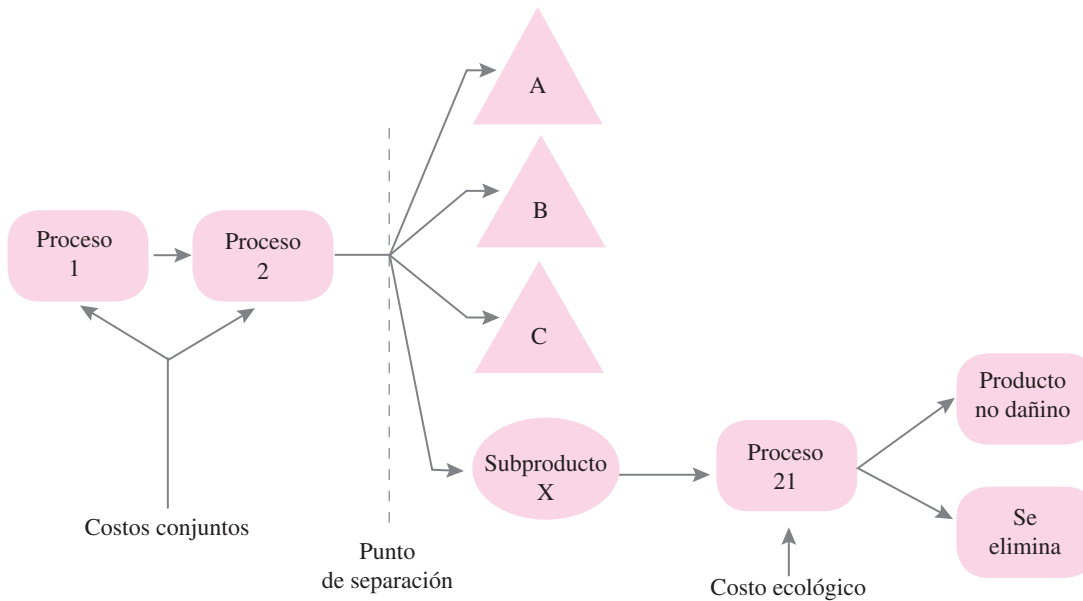 A
B
Proceso
1
Proceso
2
C
Producto
no dañino
Subproducto
X
Proceso
21
Se
elimina
Costos conjuntos
Punto
de separación
Costo ecológico